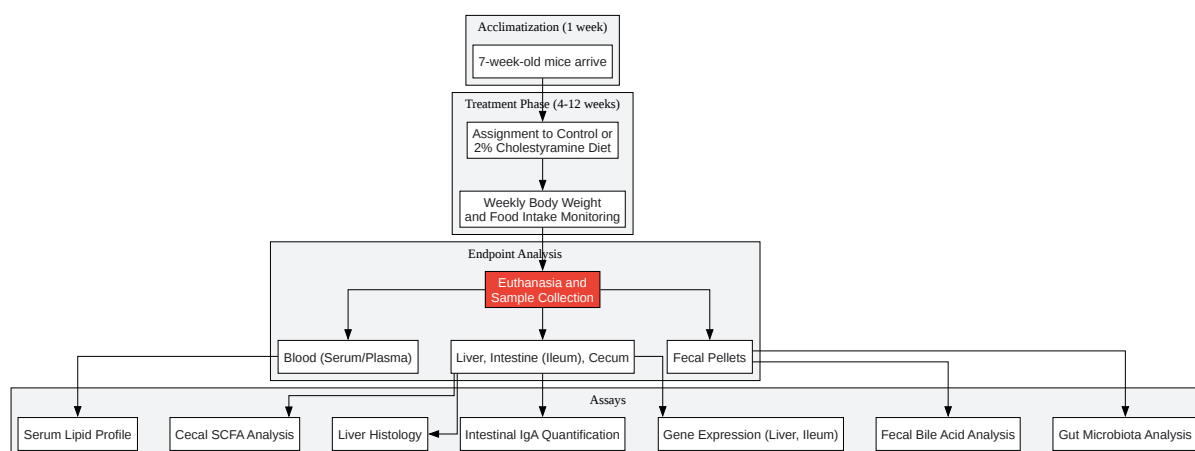 Acclimatization (1 week)
7-week-old mice arrive
Treatment Phase (4-12 weeks)
Assignment to Control or
2% Cholestyramine Diet
Weekly Body Weight
and Food Intake Monitoring
Endpoint Analysis
Euthanasia and
Sample Collection
Blood (Serum/Plasma)
Liver, Intestine (Ileum), Cecum
Fecal Pellets
Assays
Serum Lipid Profile
Cecal SCFA Analysis
Liver Histology
Intestinal IgA Quantification
Gene Expression (Liver, Ileum)
Fecal Bile Acid Analysis
Gut Microbiota Analysis